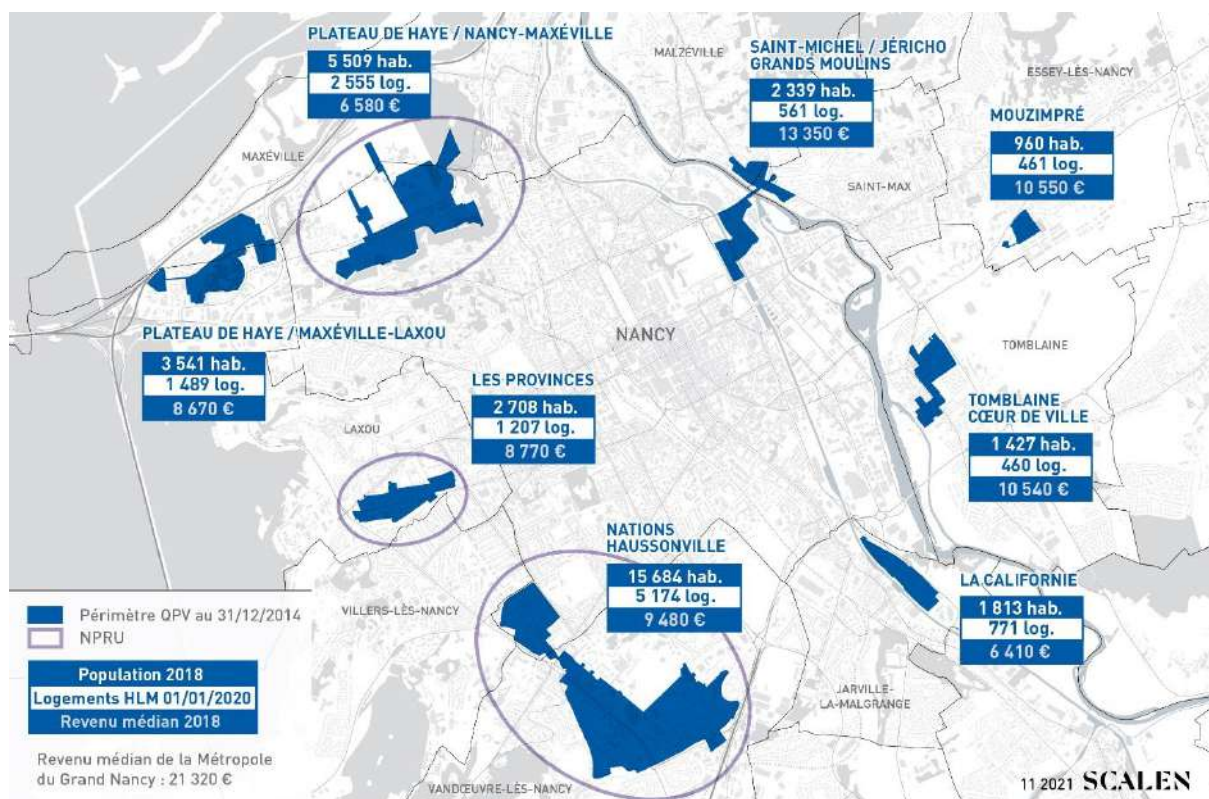 PLATEAU DE HAYE / NANCY-MAXÉVILLE
5 509 hab.
2 555 log.
6 580 €
MALZÉVILLE
SAINT-MICHEL / JÉRICHO
GRANDS MOULINS
2 339 hab.
561 log.
13 350 €
ESSEY-LÈS-NANCY
MOUZIMPRÉ
960 hab.
461 log.
10 550 €
MAXÉVILLE
SAINT-MAX
PLATEAU DE HAYE / MAXÉVILLE-LAXOU
3 541 hab.
1 489 log.
8 670 €
NANCY
TOMBLAINE
LES PROVINCES
2 708 hab.
1 207 log.
8 770 €
LAXOU
TOMBLAINE
CŒUR DE VILLE
1 427 hab.
460 log.
10 540 €
NATIONS
HAUSSONVILLE
15 684 hab.
5 174 log.
9 480 €
LA CALIFORNIE
1 813 hab.
771 log.
6 410 €
VILLERS-LÈS-NANCY
JARVILLE-
LA-MALGRANGE
VANDŒUVRE-LÈS-NANCY
Périmètre QPV au 31/12/2014
NPRU
Population 2018
Logements HLM 01/01/2020
Revenu médian 2018
Revenu médian de la Métropole
du Grand Nancy : 21 320 €
11 2021 SCALEN